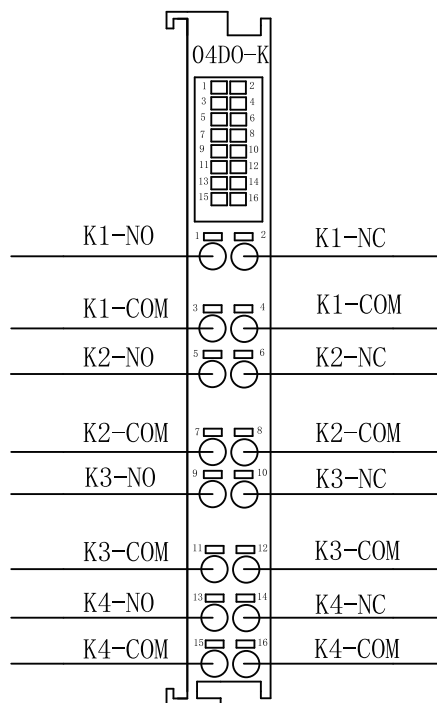 04DO-K
1 2
3 4
5 6
7 8
9 10
11 12
13 14
15 16
K1-NO 1 2 K1-NC
K1-COM 3 4 K1-COM
K2-NO 5 6 K2-NC
K2-COM 7 8 K2-COM
K3-NO 9 10 K3-NC
K3-COM 11 12 K3-COM
K4-NO 13 14 K4-NC
K4-COM 15 16 K4-COM